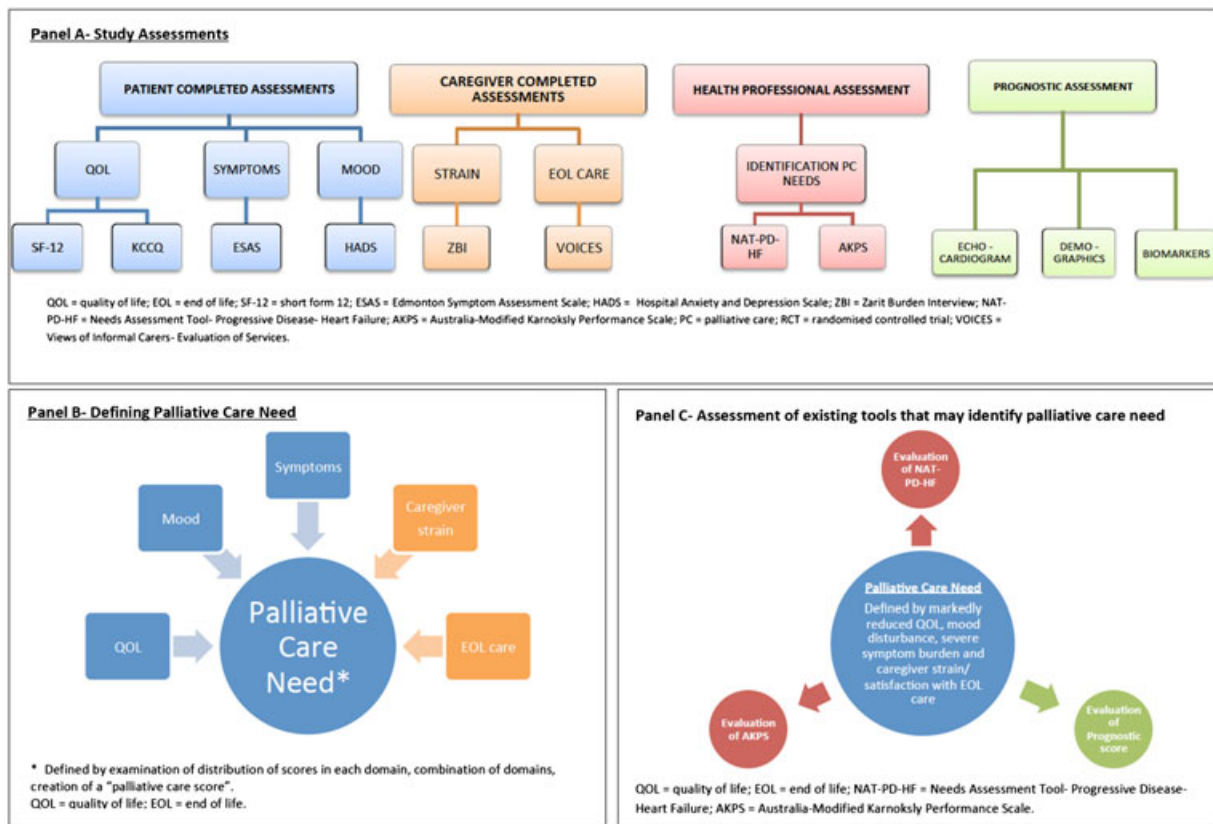 Panel A- Study Assessments
PATIENT COMPLETED ASSESSMENTS
CAREGIVER COMPLETED
ASSESSMENTS
HEALTH PROFESSIONAL ASSESSMENT
PROGNOSTIC ASSESSMENT
QOL
SYMPTOMS
MOOD
STRAIN
EOL CARE
IDENTIFICATION PC
NEEDS
SF-12
KCCQ
ESAS
HADS
ZBI
VOICES
NAT-PD-
HF
AKPS
ECHO -
CARDIOGRAM
DEMO -
GRAPHICS
BIOMARKERS
QOL = quality of life; EOL = end of life; SF-12 = short form 12; ESAS = Edmonton Symptom Assessment Scale; HADS = Hospital Anxiety and Depression Scale; ZBI = Zarit Burden Interview; NAT-
PD-HF = Needs Assessment Tool- Progressive Disease- Heart Failure; AKPS = Australia-Modified Karnoksly Performance Scale; PC = palliative care; RCT = randomised controlled trial; VOICES =
Views of Informal Carers- Evaluation of Services.
Panel B- Defining Palliative Care Need
Symptoms
Mood
Caregiver
strain
QOL
EOL care
Palliative
Care
Need*
* Defined by examination of distribution of scores in each domain, combination of domains,
creation of a "palliative care score".
QOL = quality of life; EOL = end of life.
Panel C- Assessment of existing tools that may identify palliative care need
Evaluation
of NAT-
PD-HF
Palliative Care Need
Defined by markedly
reduced QOL, mood
disturbance, severe
symptom burden and
caregiver strain/
satisfaction with EOL
care
Evaluation
of AKPS
Evaluation
of
Prognostic
score
QOL = quality of life; EOL = end of life; NAT-PD-HF = Needs Assessment Tool- Progressive Disease-
Heart Failure; AKPS = Australia-Modified Karnoksly Performance Scale.